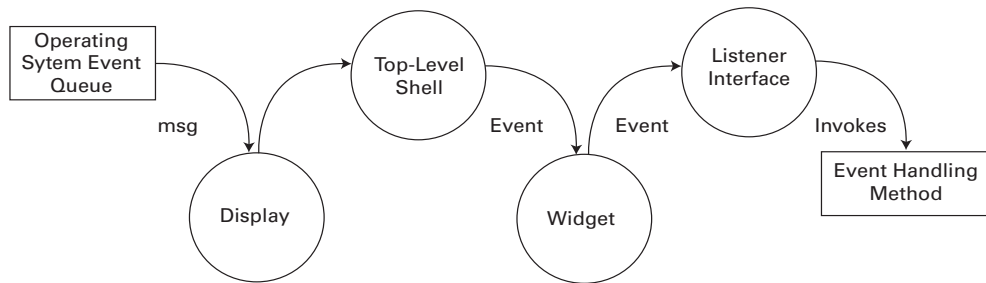 Operating
Sytem Event
Queue
msg
Display
Top-Level
Shell
Event
Widget
Event
Listener
Interface
Invokes
Event Handling
Method